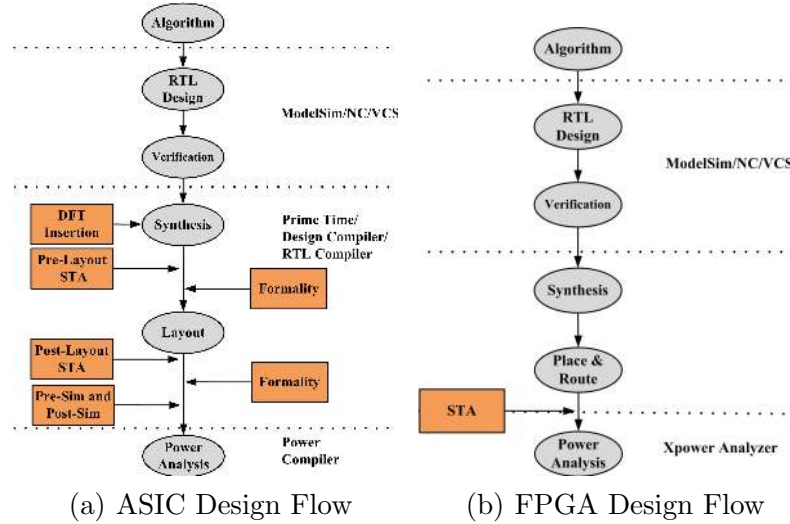 Algorithm
RTL
Design
ModelSim/NC/VCS
Verification
DFT
Insertion
Synthesis
Prime Time/
Design Compiler/
RTL Compiler
Pre-Layout
STA
Formality
Layout
Post-Layout
STA
Formality
Pre-Sim and
Post-Sim
Power
Analysis
Power
Compiler
(a) ASIC Design Flow
Algorithm
RTL
Design
ModelSim/NC/VCS
Verification
Synthesis
Place &
Route
STA
Power
Analysis
Xpower Analyzer
(b) FPGA Design Flow